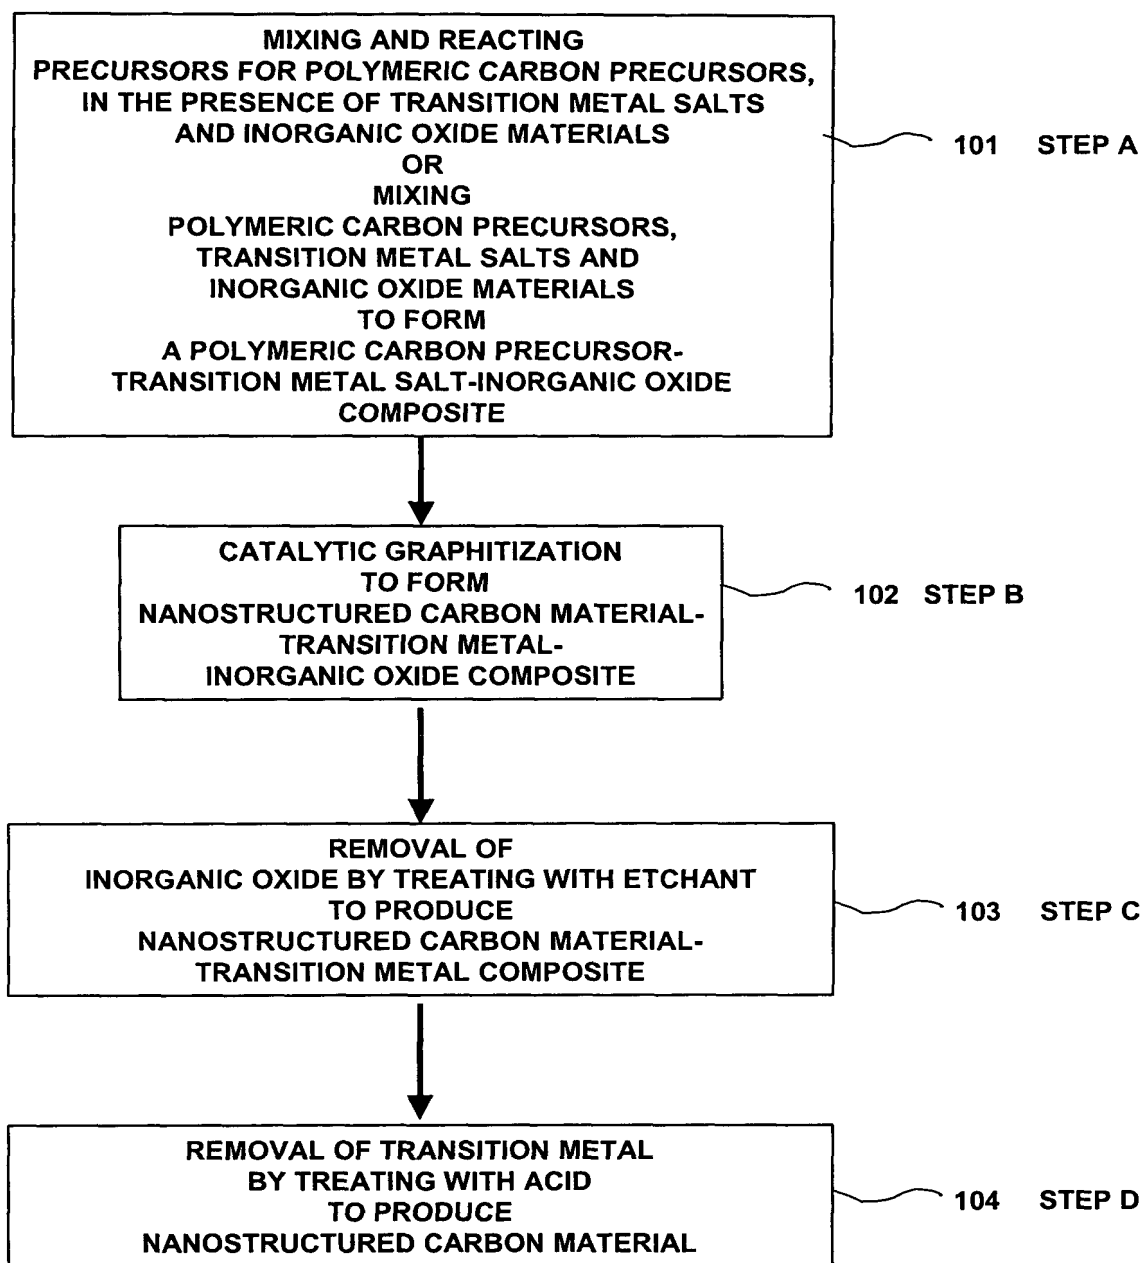 MIXING AND REACTING
PRECURSORS FOR POLYMERIC CARBON PRECURSORS,
IN THE PRESENCE OF TRANSITION METAL SALTS
AND INORGANIC OXIDE MATERIALS
OR
MIXING
POLYMERIC CARBON PRECURSORS,
TRANSITION METAL SALTS AND
INORGANIC OXIDE MATERIALS
TO FORM
A POLYMERIC CARBON PRECURSOR-
TRANSITION METAL SALT-INORGANIC OXIDE
COMPOSITE
101 STEP A
CATALYTIC GRAPHITIZATION
TO FORM
NANOSTRUCTURED CARBON MATERIAL-
TRANSITION METAL-
INORGANIC OXIDE COMPOSITE
102 STEP B
REMOVAL OF
INORGANIC OXIDE BY TREATING WITH ETCHANT
TO PRODUCE
NANOSTRUCTURED CARBON MATERIAL-
TRANSITION METAL COMPOSITE
103 STEP C
REMOVAL OF TRANSITION METAL
BY TREATING WITH ACID
TO PRODUCE
NANOSTRUCTURED CARBON MATERIAL
104 STEP D